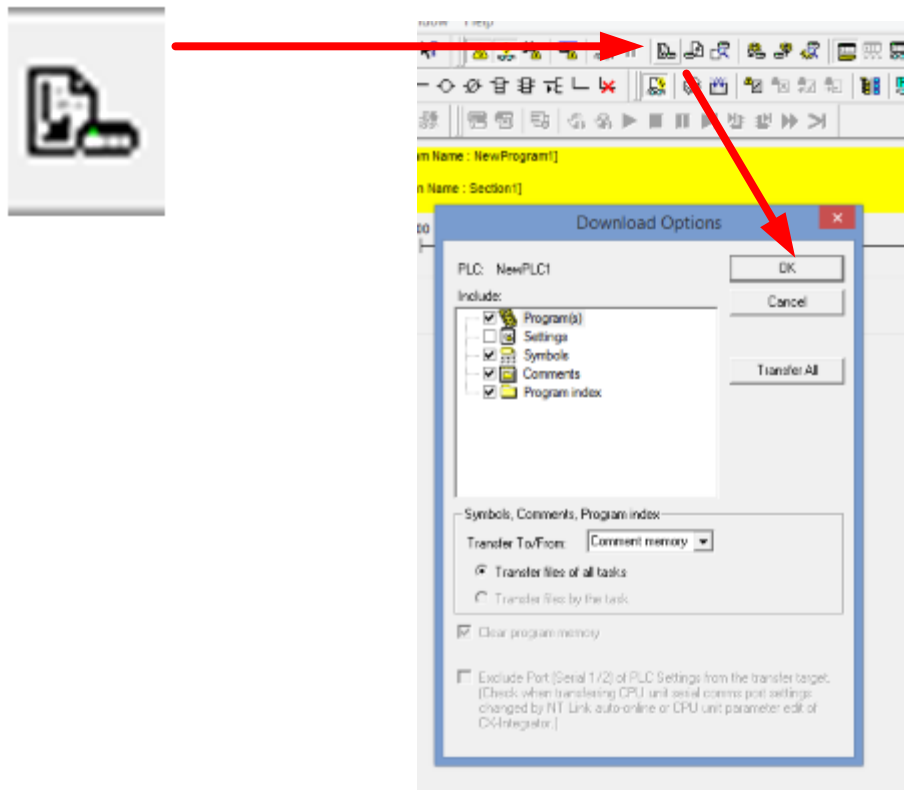 Help
m Name : NewProgram1]
n Name : Section1]
Download Options
PLC: NewPLC1
OK
Include:
Cancel
Program(s)
Settings
Symbols
Comments
Transfer All
Program index
Symbols, Comments, Program index
Transfer To/From: Comment memory
Transfer files of all tasks
Transfer files by the task
Clear program memory
Exclude Port (Serial 1/2) of PLC Settings from the transfer target.
(Check when transferring CPU unit serial comms port settings
changed by NT Link auto-online or CPU unit parameter edit of
CX-Integrator.)